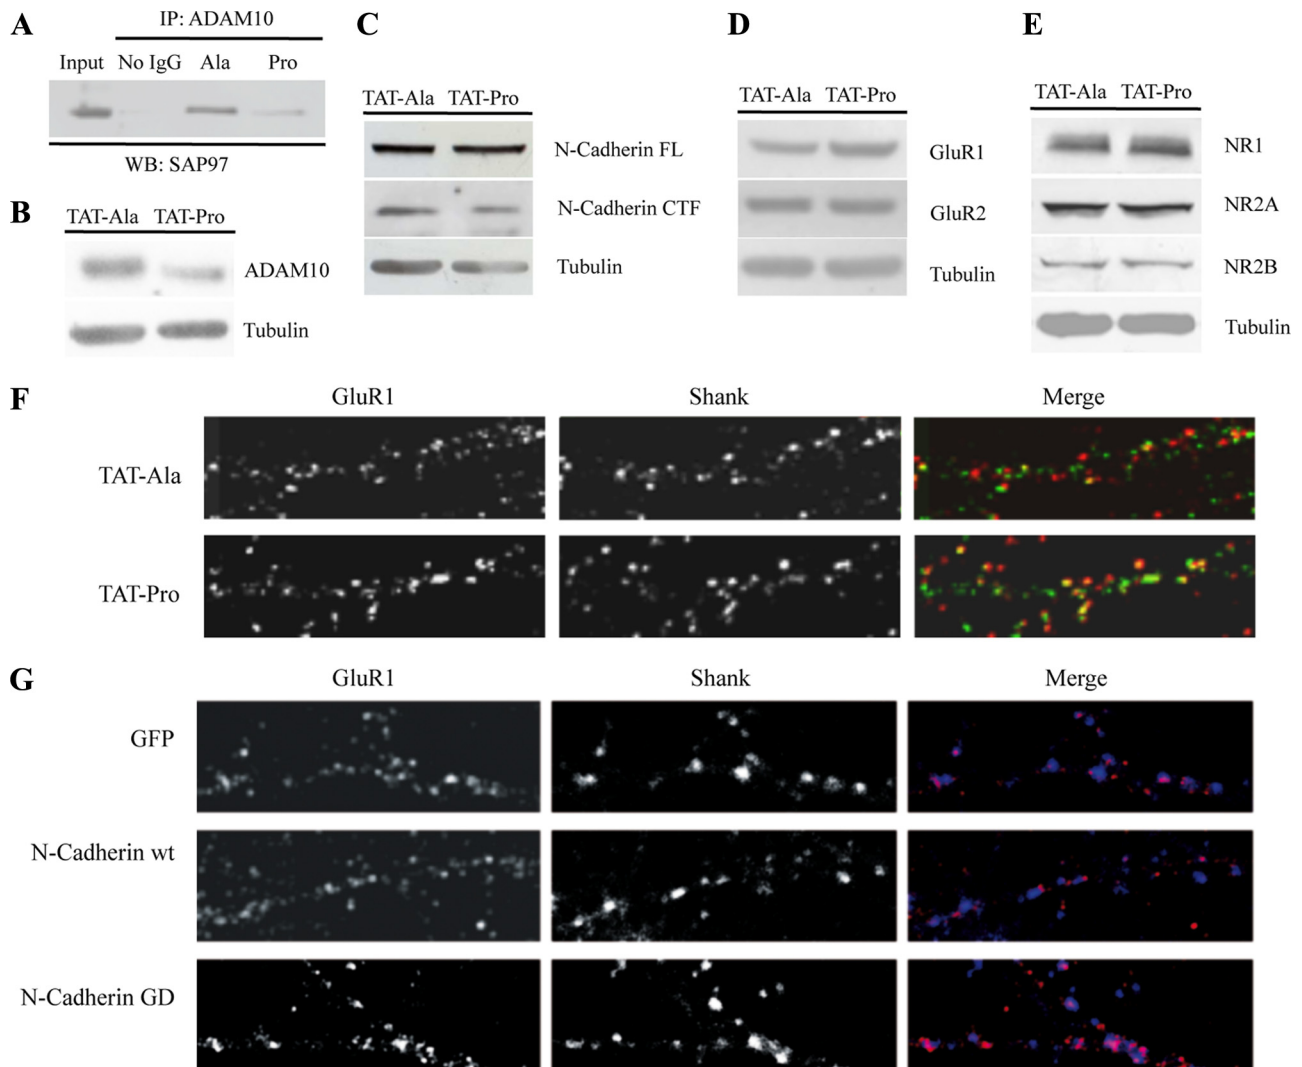 A
IP: ADAM10
Input No IgG Ala Pro
WB: SAP97
B
TAT-Ala TAT-Pro
ADAM10
Tubulin
C
TAT-Ala TAT-Pro
N-Cadherin FL
N-Cadherin CTF
Tubulin
D
TAT-Ala TAT-Pro
GluR1
GluR2
Tubulin
E
TAT-Ala TAT-Pro
NR1
NR2A
NR2B
Tubulin
F
GluR1 Shank Merge
TAT-Ala
TAT-Pro
G
GluR1 Shank Merge
GFP
N-Cadherin wt
N-Cadherin GD